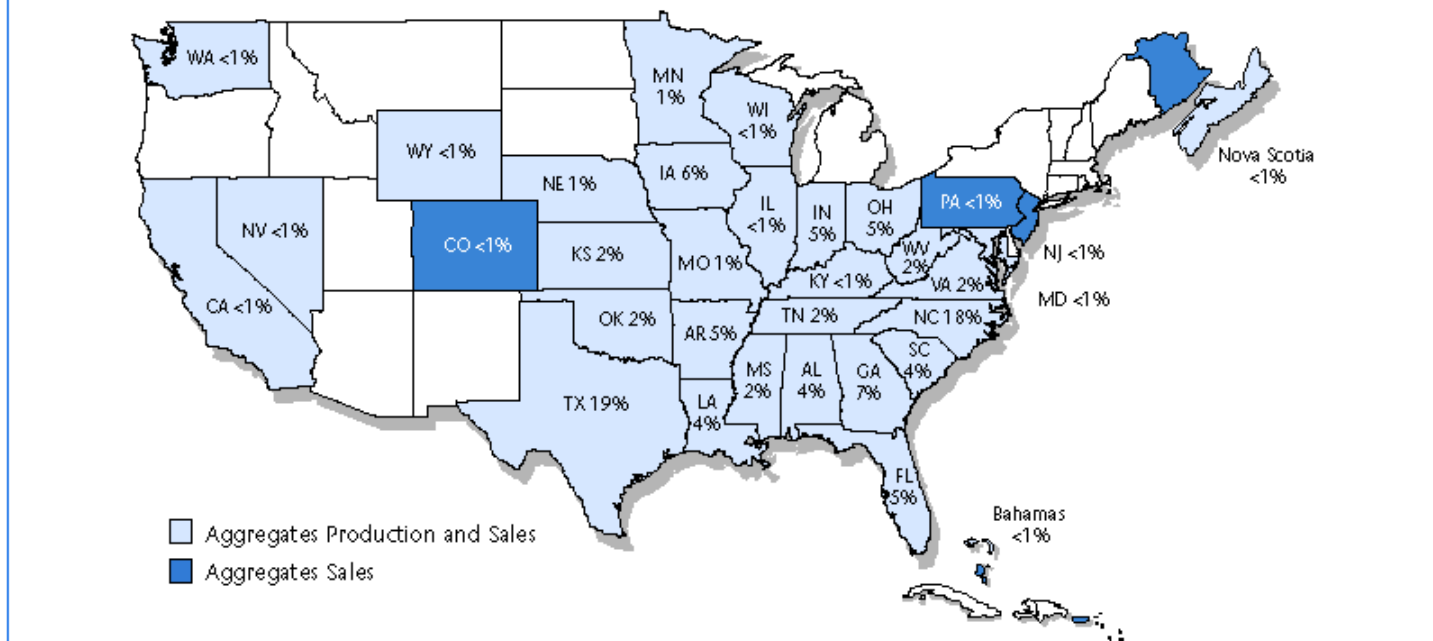 WA <1%
MN
1%
WI
<1%
WY <1%
Nova Scotia
<1%
IA 6%
NE 1%
IL
<1%
IN
5%
OH
5%
PA <1%
NV <1%
CO <1%
KS 2%
MO 1%
WV
2%
NJ <1%
KY <1%
VA 2%
MD <1%
CA <1%
OK 2%
AR 5%
TN 2%
NC 18%
SC
4%
MS
2%
AL
4%
GA
7%
TX 19%
LA
4%
FL
5%
Bahamas
<1%
Aggregates Production and Sales
Aggregates Sales